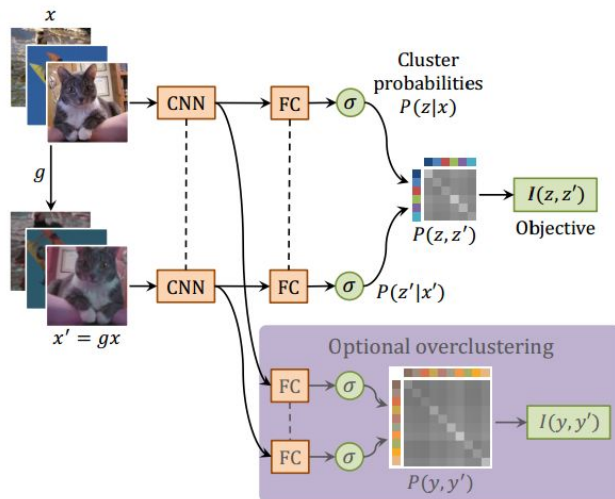 x
Cluster
probabilities
P(z|x)
CNN
FC
σ
g
I(z, z′)
P(z, z′)
Objective
CNN
FC
σ
P(z′|x′)
x′ = gx
Optional overclustering
FC
σ
I(y, y′)
FC
σ
P(y, y′)